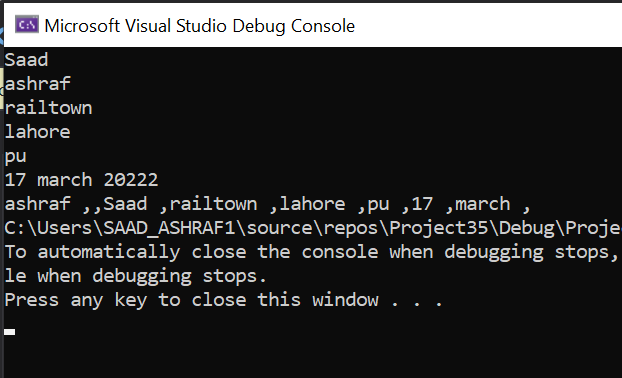 Microsoft Visual Studio Debug Console
Saad
ashraf
railtown
lahore
pu
17 march 20222
ashraf ,,Saad ,railtown ,lahore ,pu ,17 ,march ,
C:\Users\SAAD_ASHRAF1\source\repos\Project35\Debug\Proje
To automatically close the console when debugging stops,
le when debugging stops.
Press any key to close this window . . .